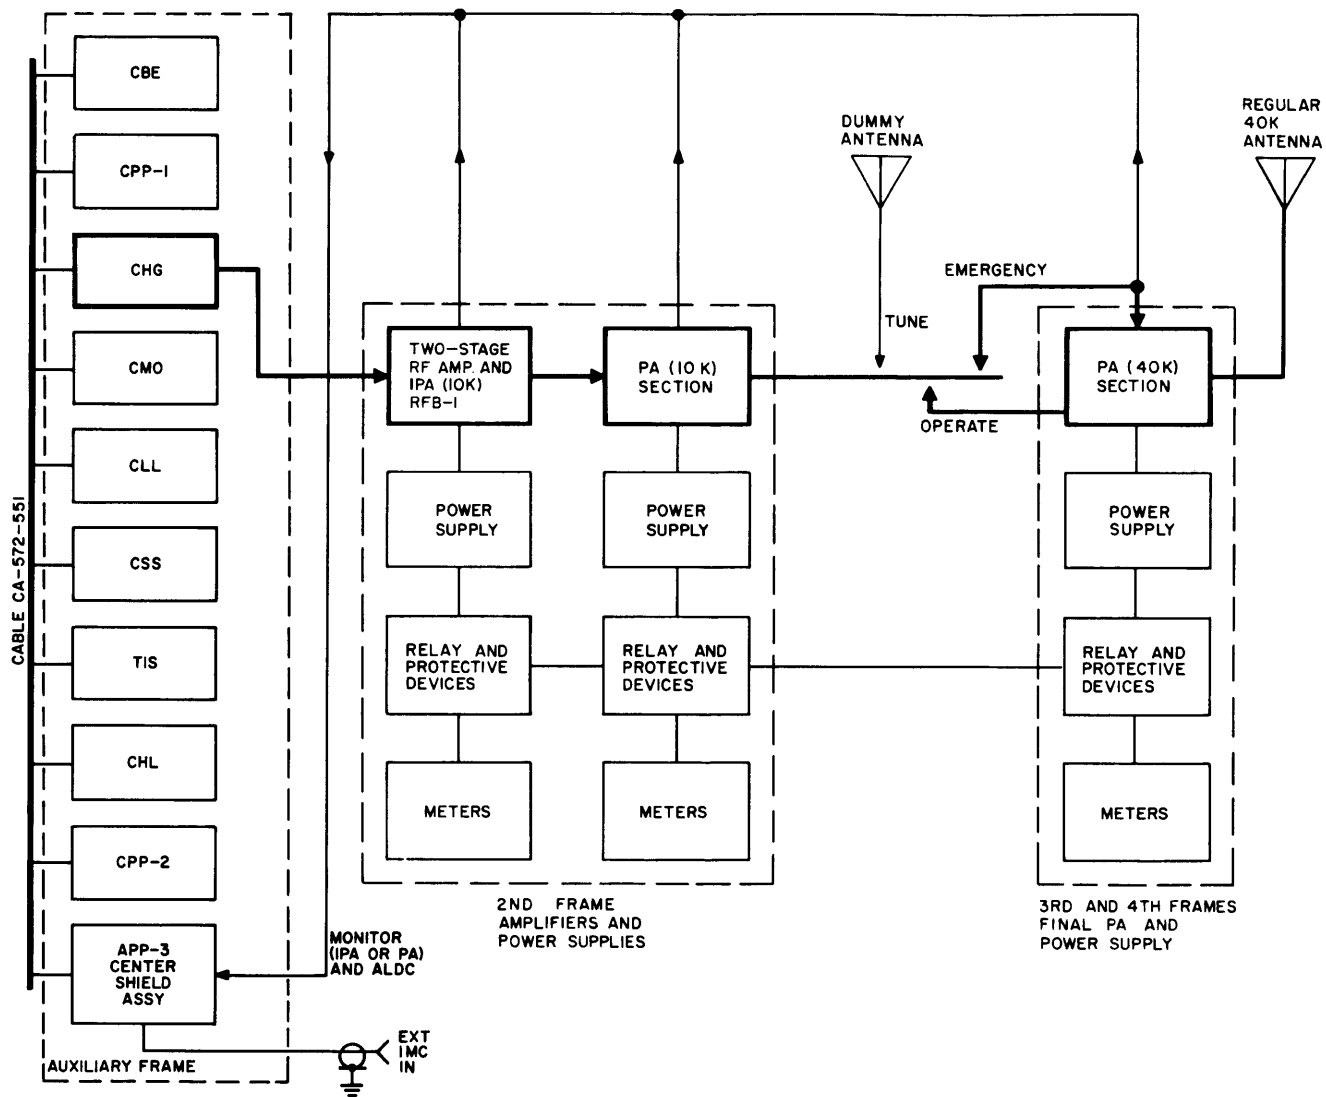 CBE
CPP-1
CHG
CMO
CLL
CSS
TIS
CHL
CPP-2
APP-3
CENTER
SHIELD
ASSY
AUXILIARY FRAME
CABLE CA-572-551
MONITOR
(IPA OR PA)
AND ALDC
EXT
1MC
IN
TWO-STAGE
RF AMP. AND
IPA (10K)
RFB-1
POWER
SUPPLY
RELAY AND
PROTECTIVE
DEVICES
METERS
PA (10K)
SECTION
POWER
SUPPLY
RELAY AND
PROTECTIVE
DEVICES
METERS
2ND FRAME
AMPLIFIERS AND
POWER SUPPLIES
DUMMY
ANTENNA
TUNE
EMERGENCY
OPERATE
REGULAR
40K
ANTENNA
PA (40K)
SECTION
POWER
SUPPLY
RELAY AND
PROTECTIVE
DEVICES
METERS
3RD AND 4TH FRAMES
FINAL PA AND
POWER SUPPLY